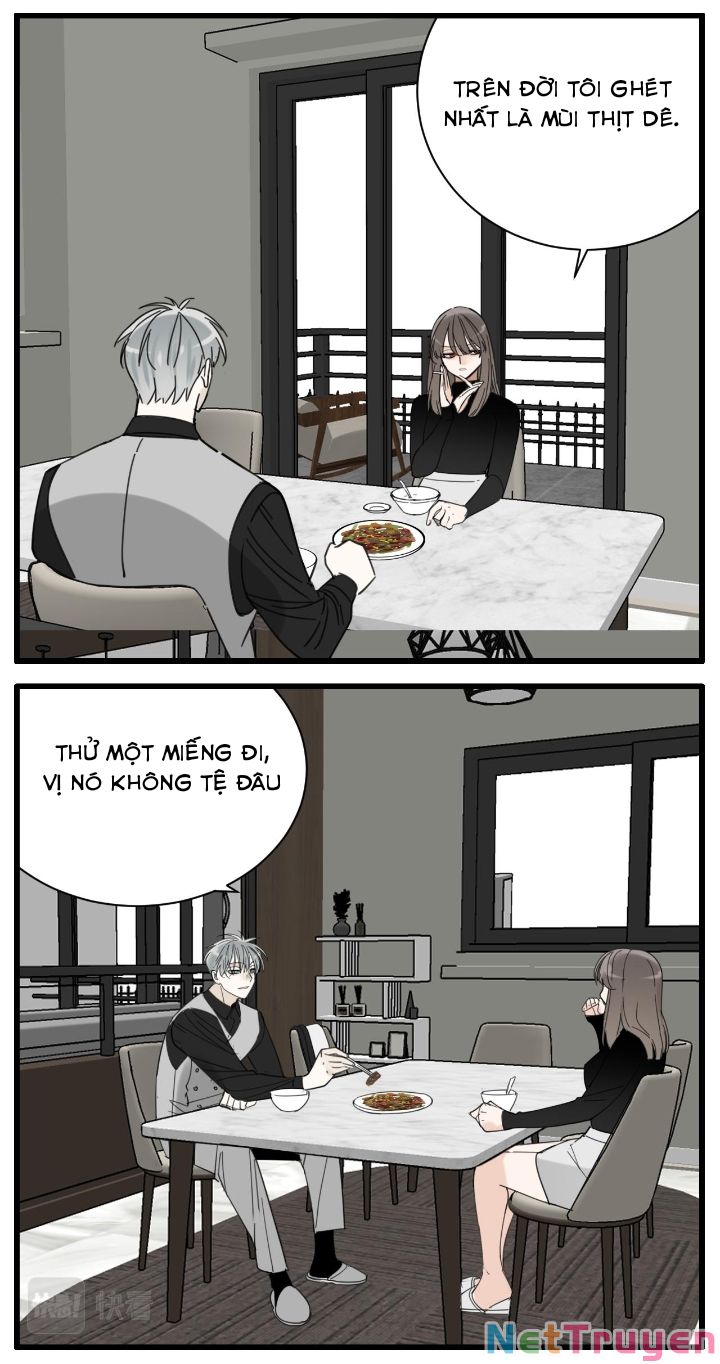 TRÊN ĐỜI TÔI GHÉT
NHẤT LÀ MÙI THỊT DÊ.
THỬ MỘT MIẾNG ĐI,
VỊ NÓ KHÔNG TỆ ĐÂU
快看
NetTruyen